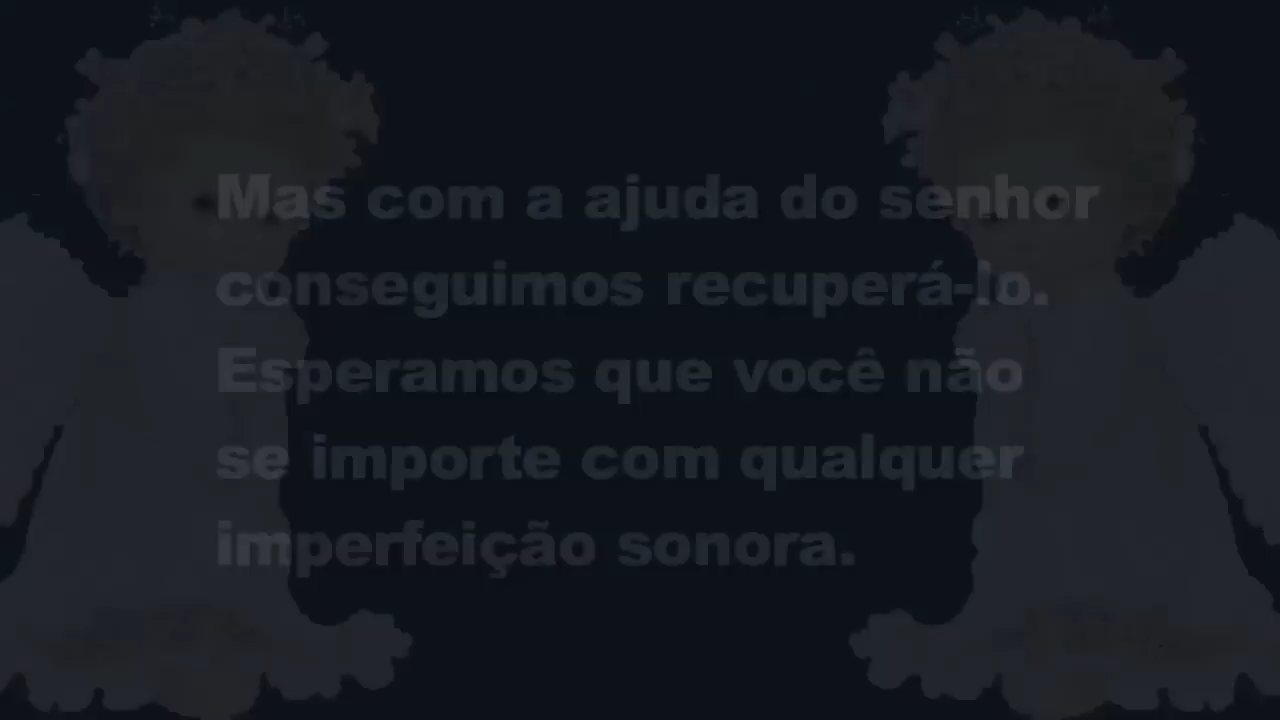 Mas com a ajuda do senhor
conseguimos recuperá-lo.
Esperamos que você não
se importe com qualquer
imperfeição sonora.